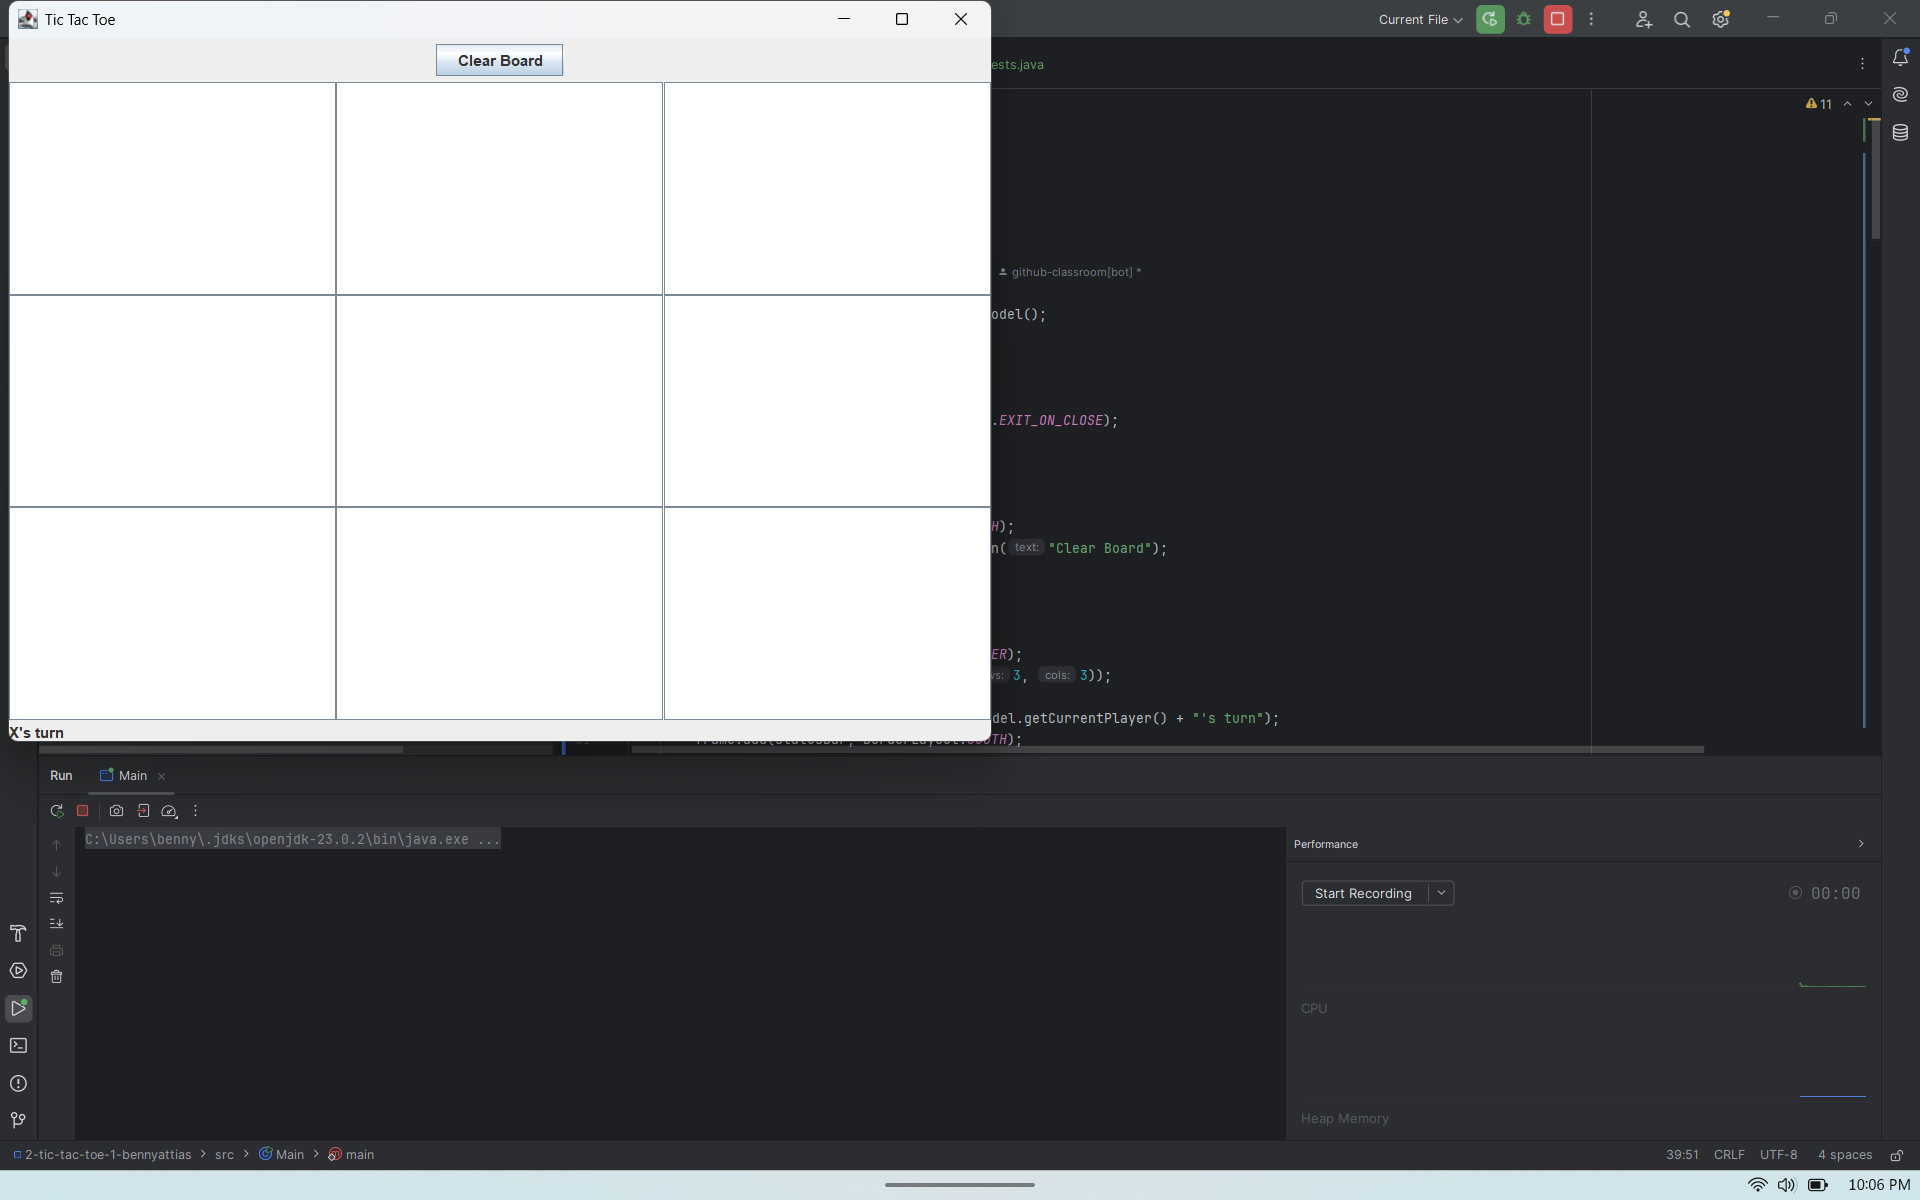 Tic Tac Toe
Current File
Clear Board
ests.java
11
github-classroom[bot] *
odel();
.EXIT_ON_CLOSE);
H);
n( text: "Clear Board");
ER);
vs: 3, cols: 3));
del.getCurrentPlayer() + "'s turn");
X's turn
TH);
Run
Main
C:\Users\benny\.jdks\openjdk-23.0.2\bin\java.exe ...
Performance
Start Recording
00:00
CPU
Heap Memory
2-tic-tac-toe-1-bennyattias > src > Main > main
39:51 CRLF UTF-8 4 spaces
10:06 PM